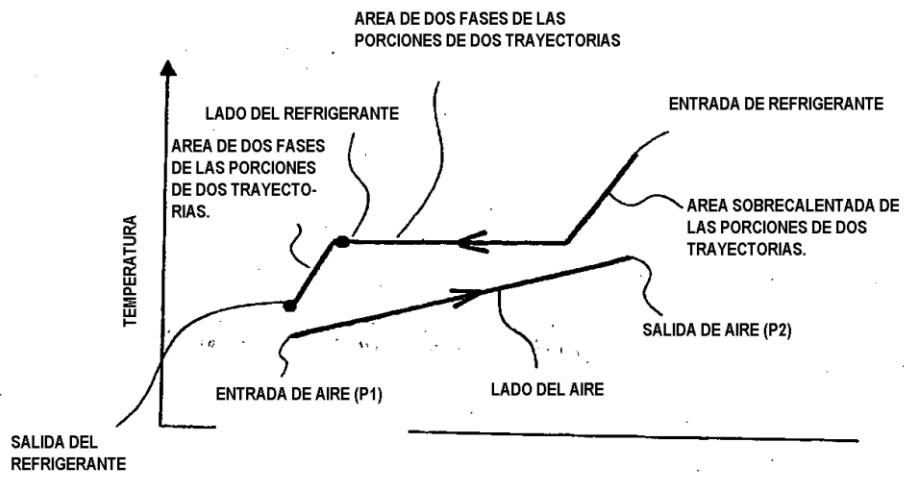 AREA DE DOS FASES DE LAS
PORCIONES DE DOS TRAYECTORIAS
LADO DEL REFRIGERANTE
ENTRADA DE REFRIGERANTE
AREA DE DOS FASES
DE LAS PORCIONES
DE DOS TRAYECTO-
RIAS.
AREA SOBRECALENTADA DE
LAS PORCIONES DE DOS
TRAYECTORIAS.
TEMPERATURA
SALIDA DE AIRE (P2)
ENTRADA DE AIRE (P1)
LADO DEL AIRE
SALIDA DEL
REFRIGERANTE